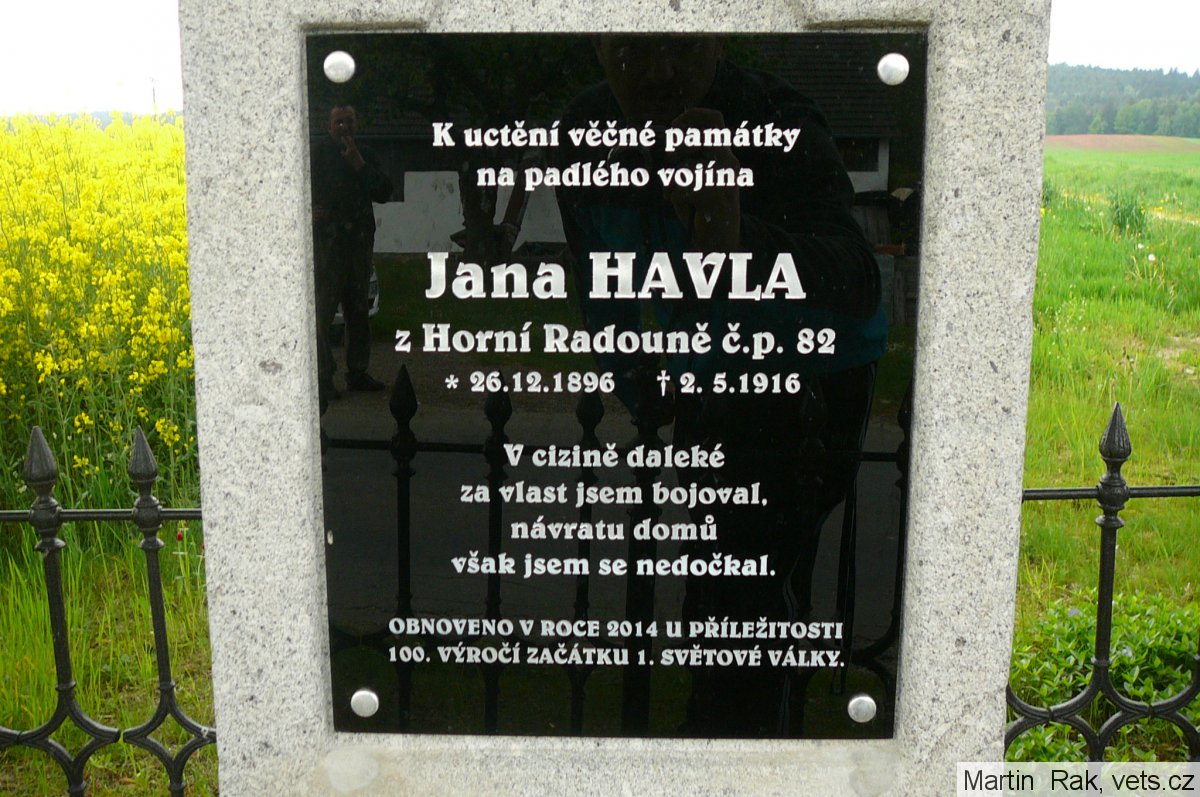 K uctění věčné památky
na padlého vojína
Jana HAVLA
z Horní Radouně č.p. 82
* 26.12.1896 † 2. 5.1916
V cizině daleké
za vlast jsem bojoval,
návratu domů
však jsem se nedočkal.
OBNOVENO V ROCE 2014 U PŘÍLEŽITOSTI
100. VÝROČÍ ZAČÁTKU 1. SVĚTOVÉ VÁLKY.
Martin Rak, vets.cz